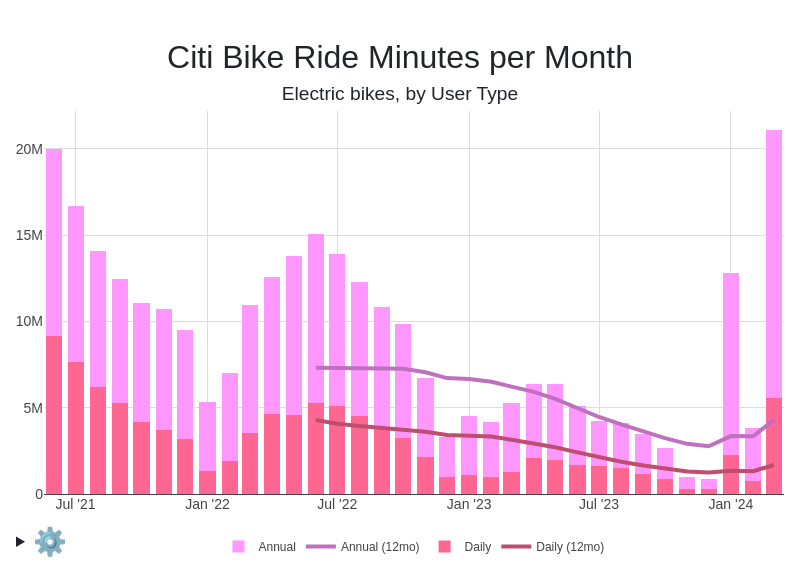 Citi Bike Ride Minutes per Month
Electric bikes, by User Type
20M
15M
10M
5M
0
Jul '21 Jan '22 Jul '22 Jan '23 Jul '23 Jan '24
Annual Annual (12mo) Daily Daily (12mo)